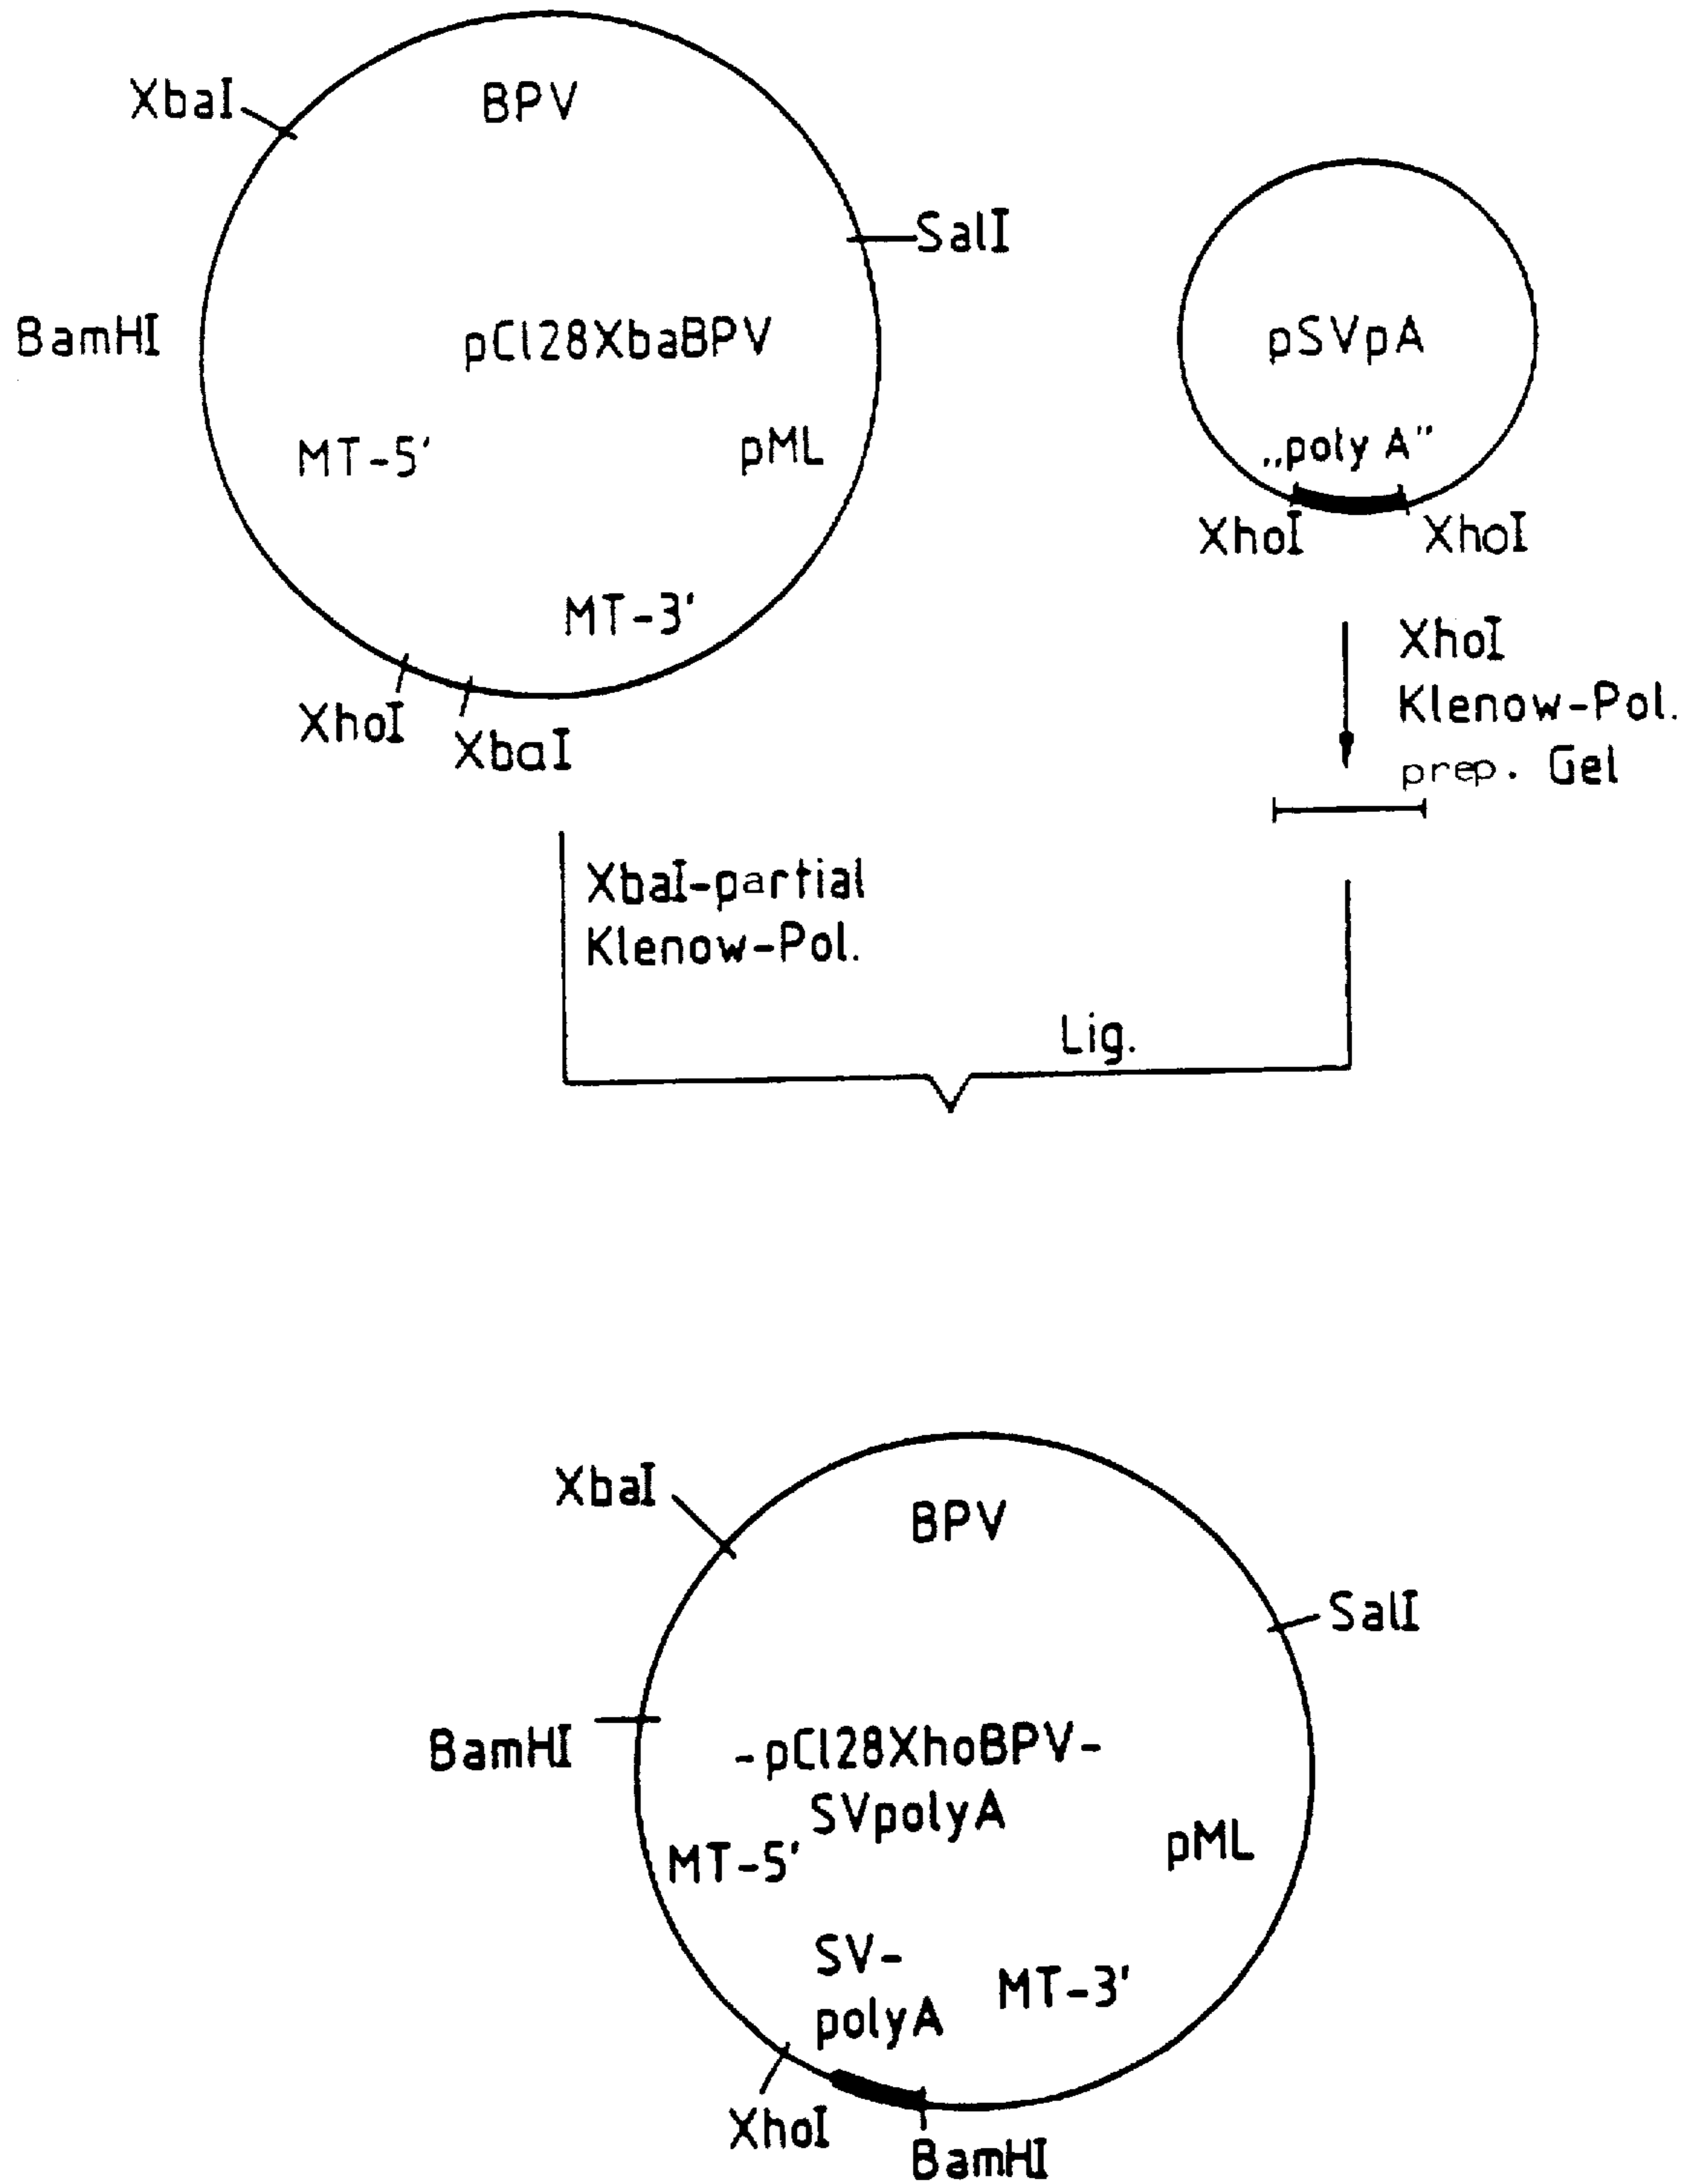 XbaI
BPV
SalI
BamHI
pCl28XbaBPV
MT-5'
pML
MT-3'
XhoI
XbaI
pSVpA
„poly A"
XhoI
XhoI
XhoI
Klenow-Pol.
prep. Gel
XbaI-partial
Klenow-Pol.
Lig.
XbaI
BPV
SalI
BamHI
-pCl28XhoBPV-
SVpolyA
MT-5'
pML
SV-
polyA
MT-3'
XhoI
BamHI